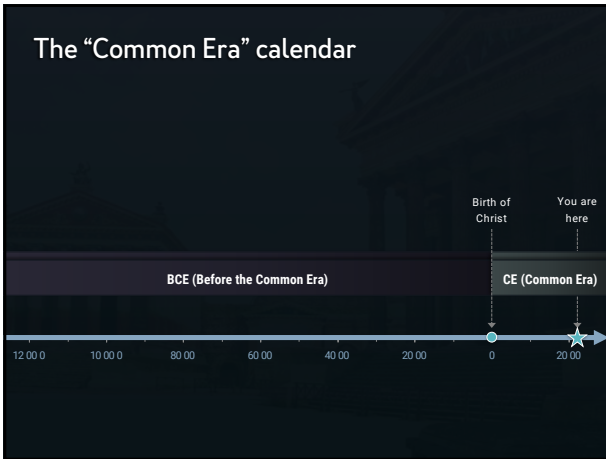 The “Common Era” calendar
Birth of
Christ
You are
here
BCE (Before the Common Era)
CE (Common Era)
12 00 0 10 00 0 80 00 60 00 40 00 20 00 0 20 00